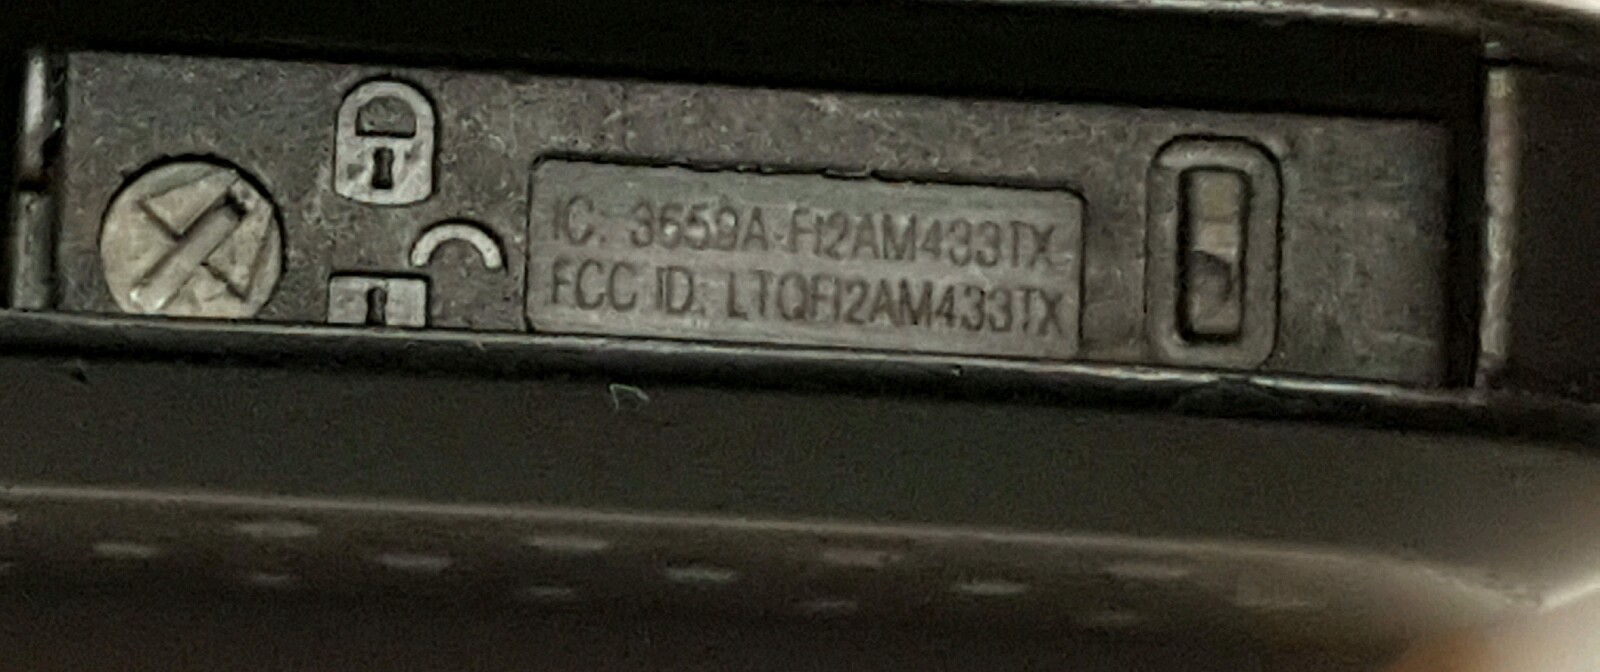 IC: 3659A-FI2AM433TX
FCC ID: LTQFI2AM433TX